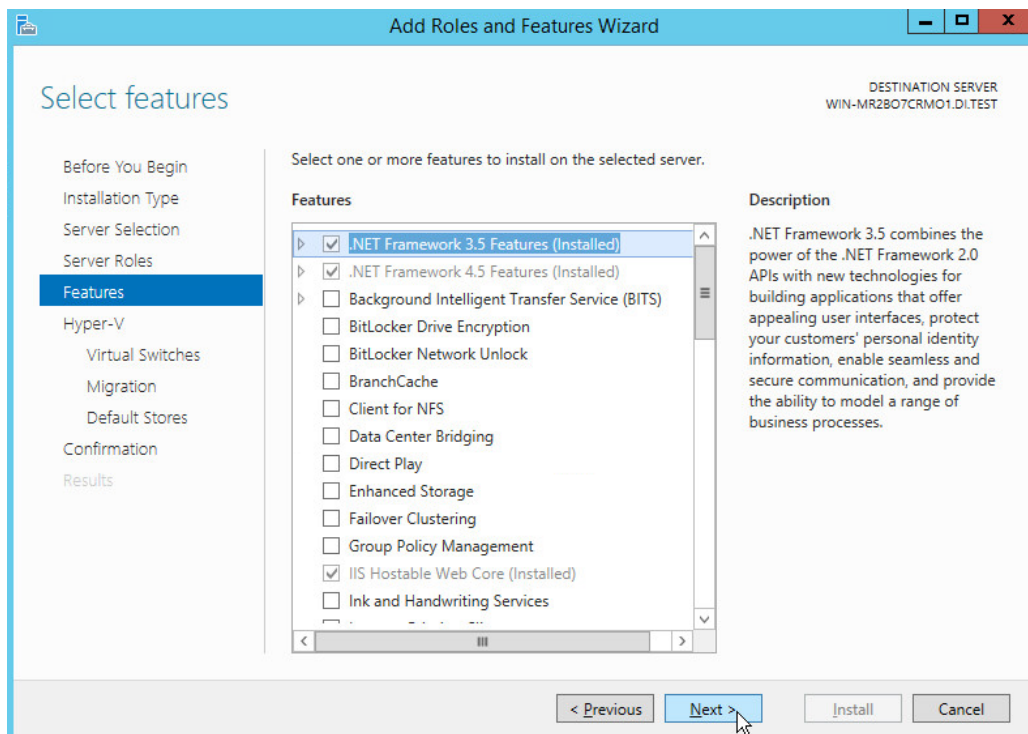 Add Roles and Features Wizard
X
Select features
DESTINATION SERVER
WIN-MR2BO7CRMO1.DI.TEST
Before You Begin
Installation Type
Server Selection
Server Roles
Features
Hyper-V
Virtual Switches
Migration
Default Stores
Confirmation
Results
Select one or more features to install on the selected server.
Features
.NET Framework 3.5 Features (Installed)
.NET Framework 4.5 Features (Installed)
Background Intelligent Transfer Service (BITS)
BitLocker Drive Encryption
BitLocker Network Unlock
BranchCache
Client for NFS
Data Center Bridging
Direct Play
Enhanced Storage
Failover Clustering
Group Policy Management
IIS Hostable Web Core (Installed)
Ink and Handwriting Services
Description
.NET Framework 3.5 combines the
power of the .NET Framework 2.0
APIs with new technologies for
building applications that offer
appealing user interfaces, protect
your customers' personal identity
information, enable seamless and
secure communication, and provide
the ability to model a range of
business processes.
< Previous
Next >
Install
Cancel